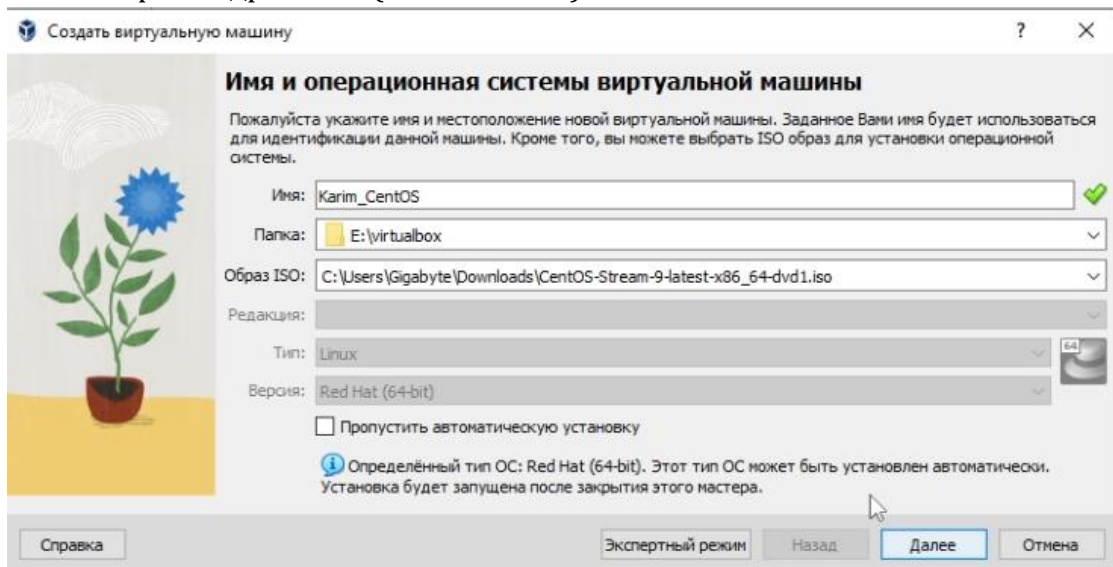 Создать виртуальную машину
?
Имя и операционная системы виртуальной машины
Пожалуйста укажите имя и местоположение новой виртуальной машины. Заданное Вами имя будет использоваться
для идентификации данной машины. Кроме того, вы можете выбрать ISO образ для установки операционной
системы.
Имя: Karim_CentOS
Папка: E:\virtualbox
Образ ISO: C:\Users\Gigabyte\Downloads\CentOS-Stream-9-latest-x86_64-dvd1.iso
Редакция:
Тип: Linux
64
Версия: Red Hat (64-bit)
Пропустить автоматическую установку
Определённый тип ОС: Red Hat (64-bit). Этот тип ОС может быть установлен автоматически.
Установка будет запущена после закрытия этого мастера.
Справка Экспертный режим Назад Далее Отмена